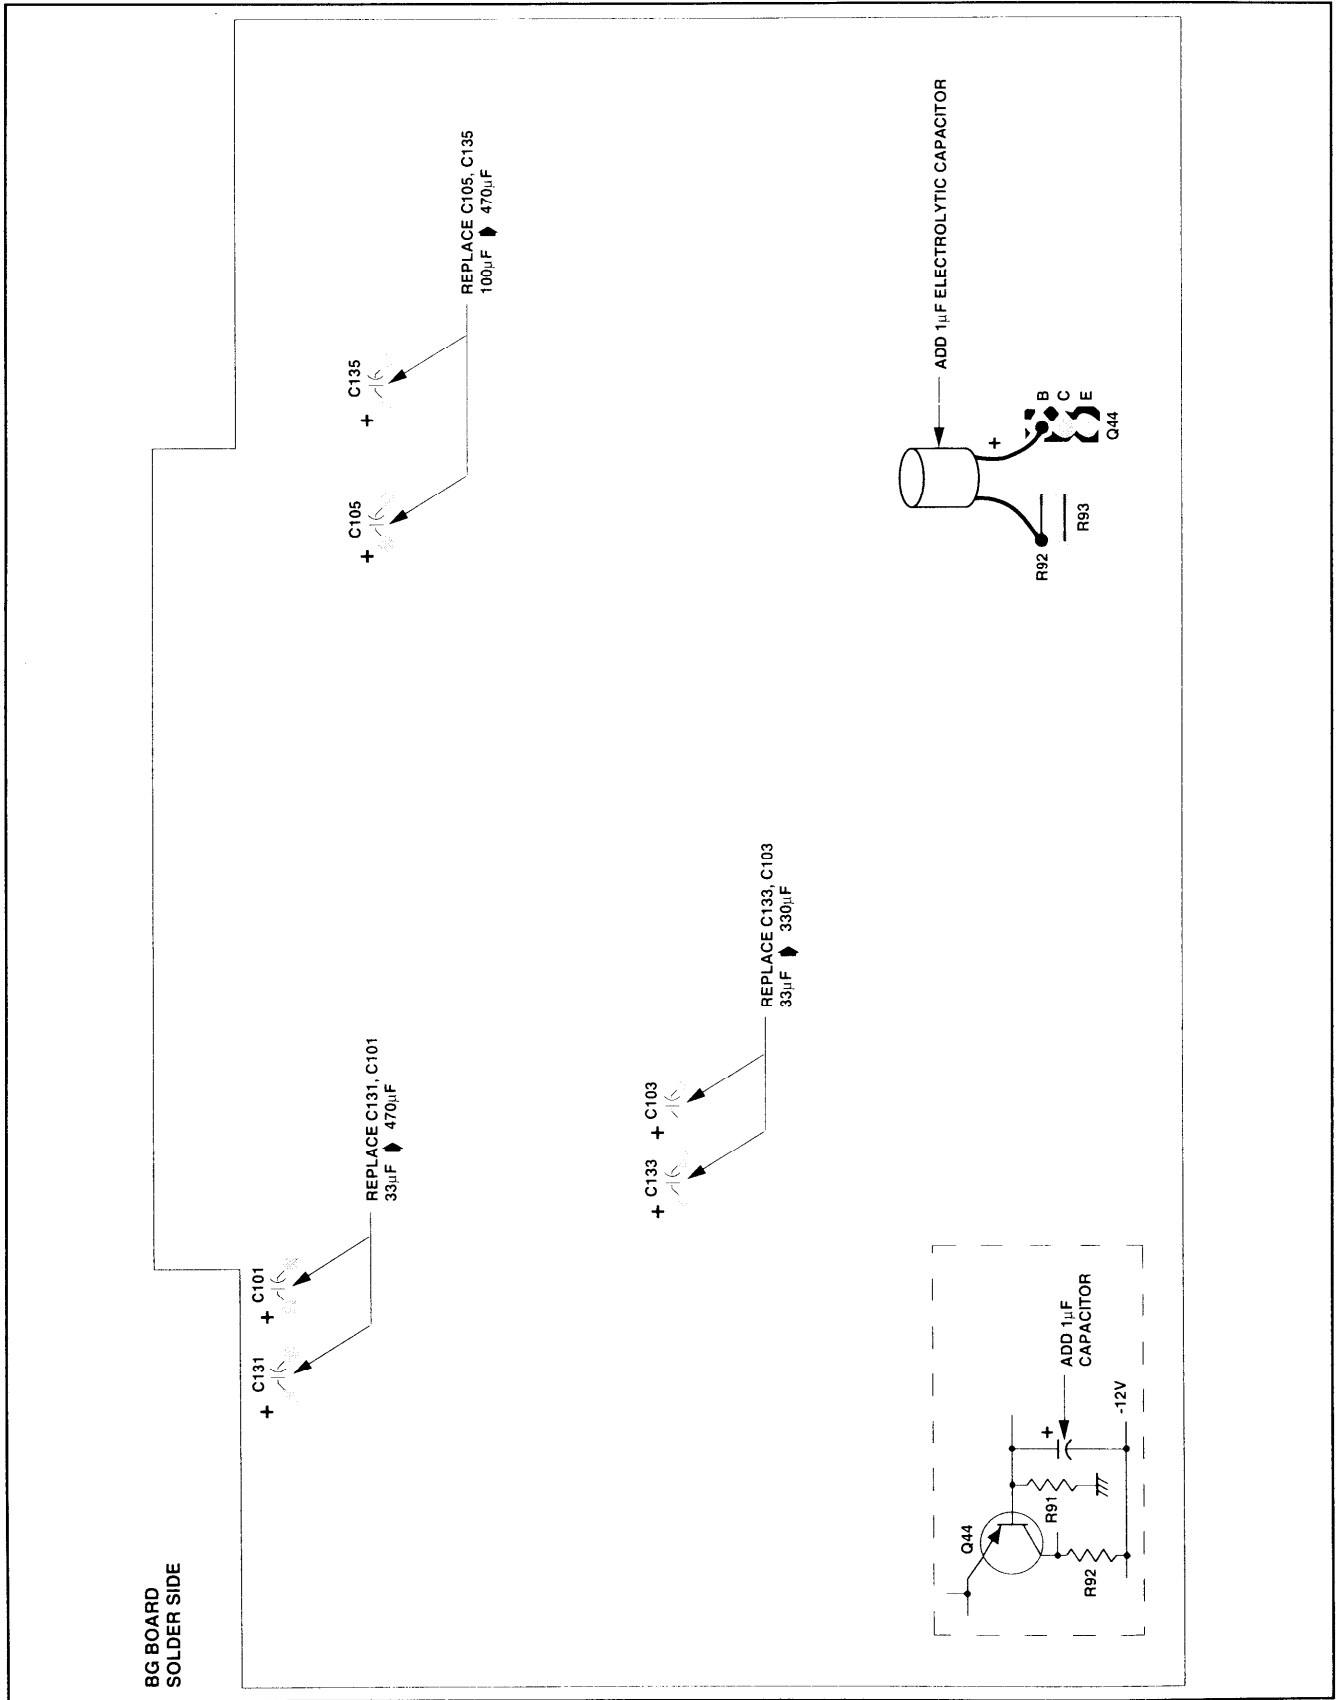 BG BOARD
SOLDER SIDE
+ C131
+ C101
REPLACE C131, C101
33µF 470µF
+ C133
+ C103
REPLACE C133, C103
33µF 330µF
+ C105
+ C135
REPLACE C105, C135
100µF 470µF
Q44
R92
R91
+
ADD 1µF
CAPACITOR
-12V
R92
R93
+
B
C
E
Q44
ADD 1µF ELECTROLYTIC CAPACITOR